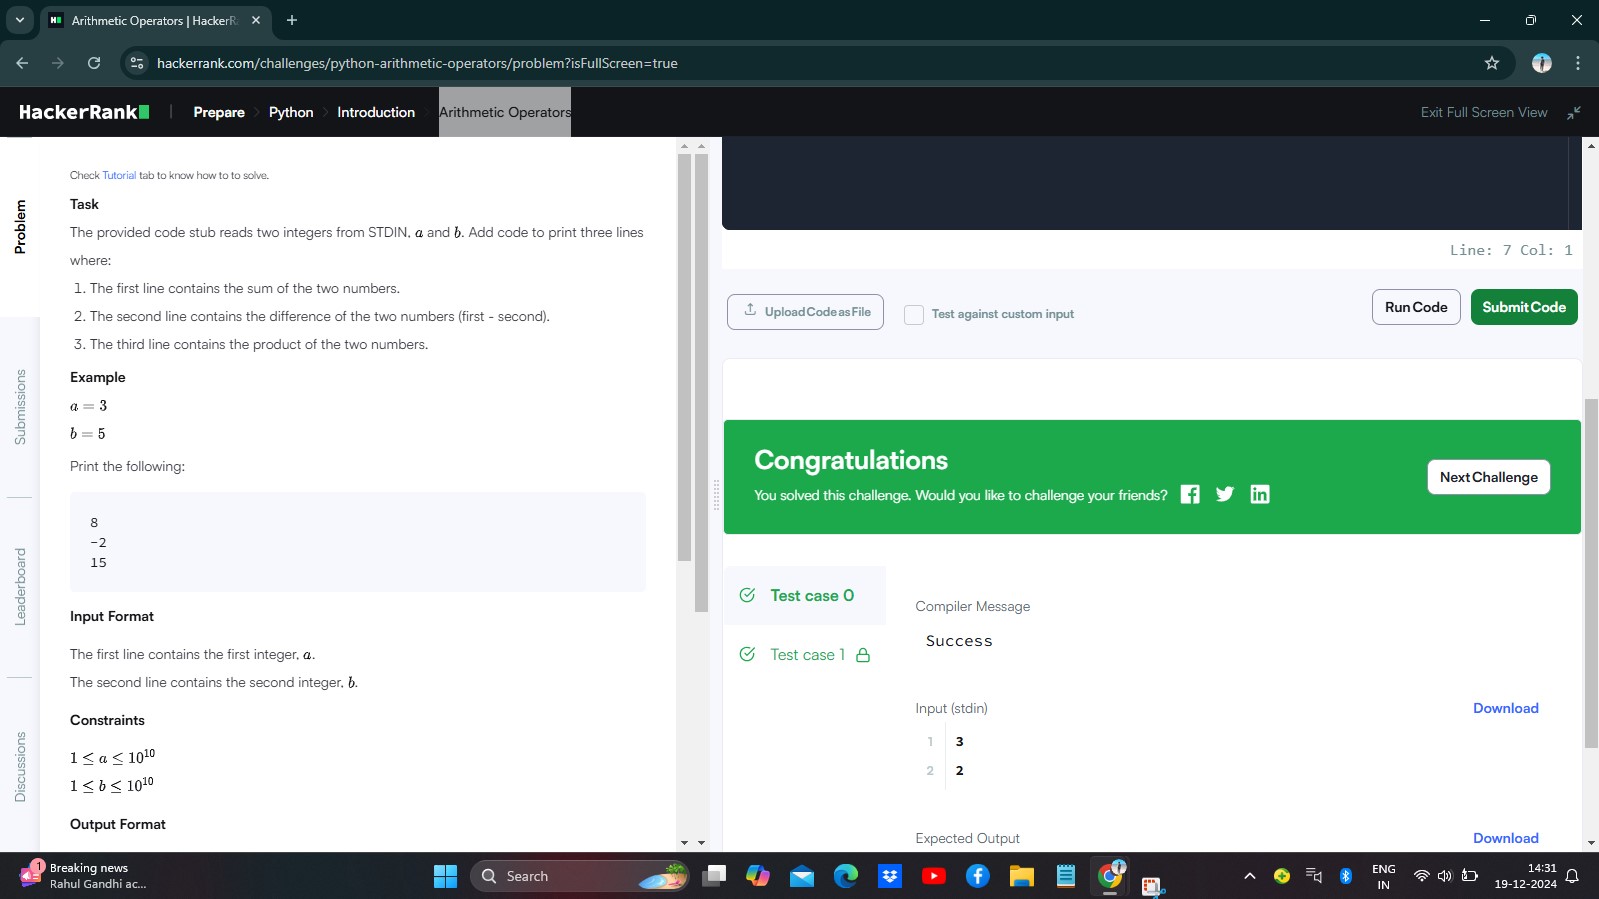 Arithmetic Operators | HackerR
hackerrank.com/challenges/python-arithmetic-operators/problem?isFullScreen=true
HackerRank
Prepare
Python
Introduction
Arithmetic Operators
Exit Full Screen View
Problem
Submissions
Leaderboard
Discussions
Check Tutorial tab to know how to to solve.
Task
The provided code stub reads two integers from STDIN, a and b. Add code to print three lines
where:
1. The first line contains the sum of the two numbers.
2. The second line contains the difference of the two numbers (first - second).
3. The third line contains the product of the two numbers.
Example
a = 3
b = 5
Print the following:
8
-2
15
Input Format
The first line contains the first integer, a.
The second line contains the second integer, b.
Constraints
1 ≤ a ≤ 10^10
1 ≤ b ≤ 10^10
Output Format
Line: 7 Col: 1
Upload Code as File
Test against custom input
Run Code
Submit Code
Congratulations
You solved this challenge. Would you like to challenge your friends?
Next Challenge
Test case 0
Test case 1
Compiler Message
Success
Input (stdin)
Download
1 3
2 2
Expected Output
Download
1
Breaking news
Rahul Gandhi ac...
Search
ENG
IN
14:31
19-12-2024